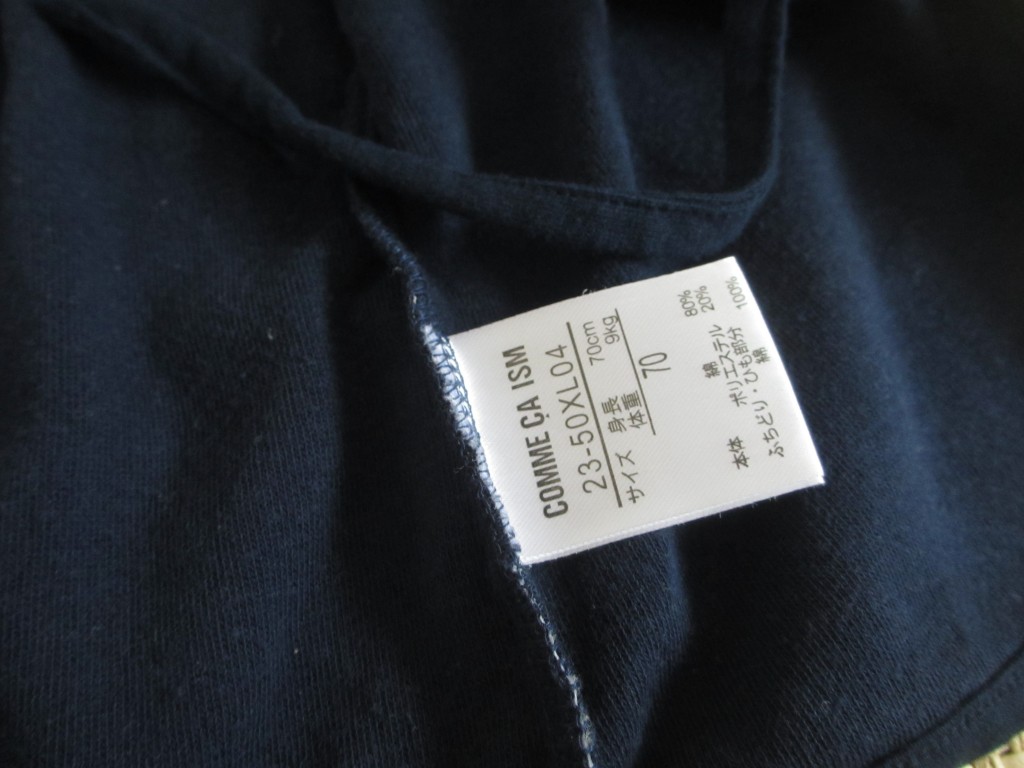 COMME CA ISM
23-50XL04
サイズ 身長 70cm
体重 9kg
70
本体 綿 80%
ポリエステル 20%
ふちどり・ひも部分
綿 100%